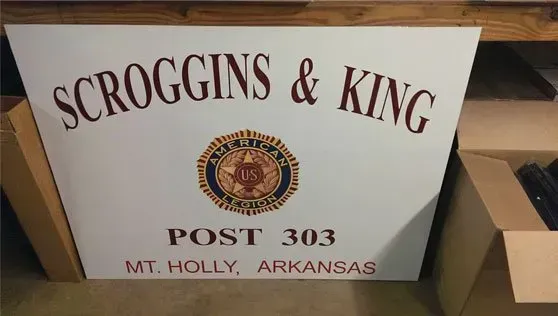 SCROGGINS & KING
AMERICAN
US
LEGION
POST 303
MT. HOLLY, ARKANSAS